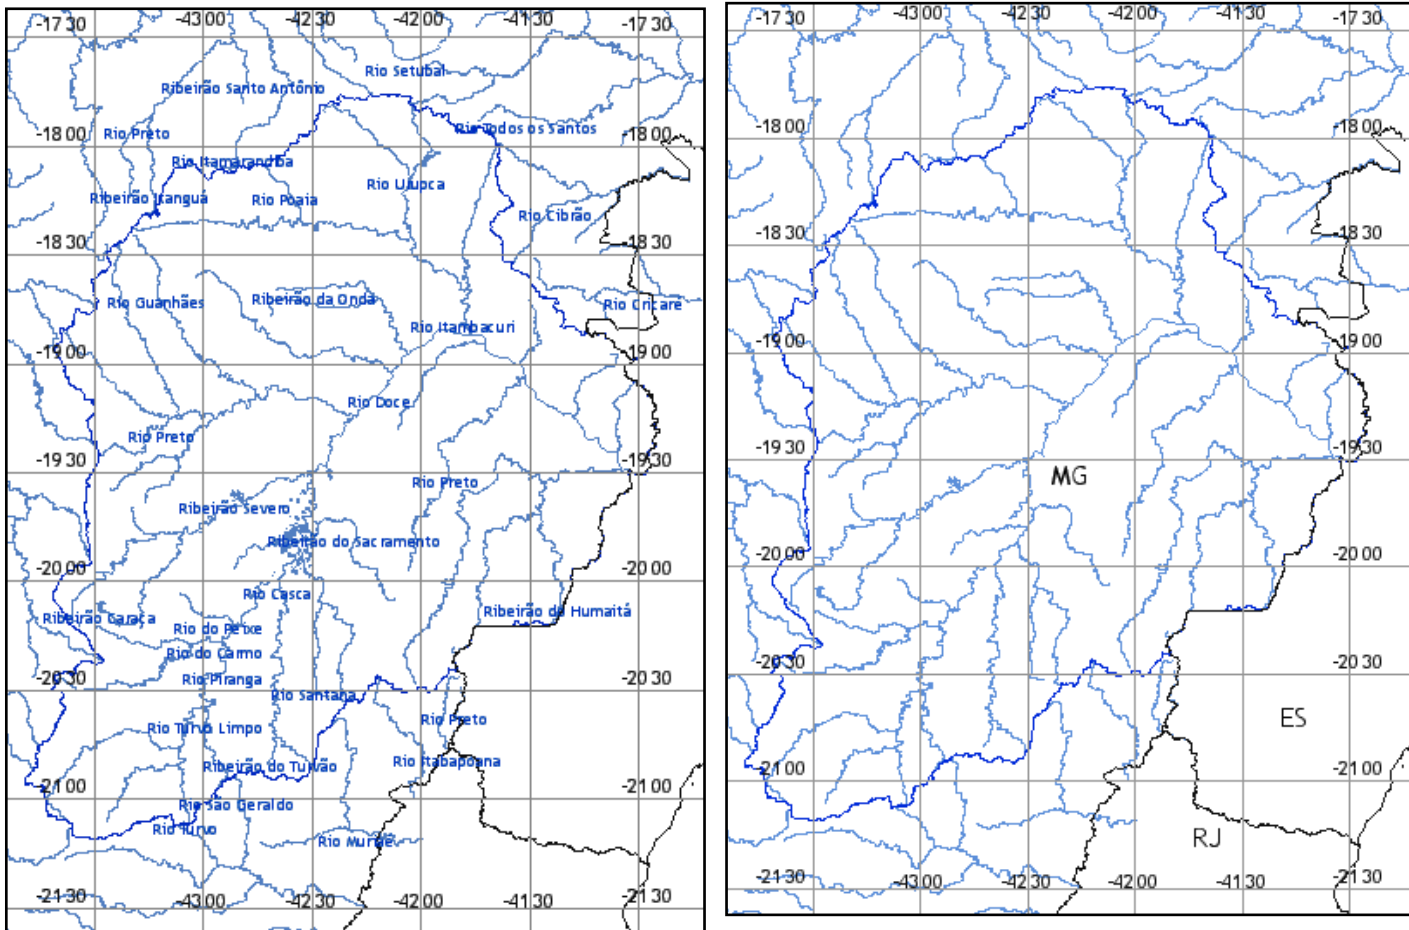 -17 30 -43 00 -42 30 -42 00 -41 30 -17 30
Rio Setubal
Ribeirão Santo Antônio
Rio Preto
Rio Todos os Santos
-18 00 -18 00
Rio Itamarandiba
Rio Urupoca
Ribeirão Itanguá
Rio Poaia
Rio Cibrão
-18 30 -18 30
Rio Guanhães
Ribeirão da Onda
Rio Cricare
Rio Itambacuri
-19 00 -19 00
Rio Doce
Rio Preto
-19 30 -19 30
Rio Preto
Ribeirão Severo
Ribeirão do Sacramento
-20 00 -20 00
Rio Casca
Ribeirão Caraça
Ribeirão do Humaitá
Rio do Peixe
Rio do Carmo
Rio Piranga
-20 30 -20 30
Rio Santana
Rio Preto
Rio Turvo Limpo
Rio Itabapoana
Ribeirão do Turvão
-21 00 -21 00
Rio São Geraldo
Rio Turvo
Rio Muriaé
-21 30 -43 00 -42 30 -42 00 -41 30 -21 30
-17 30 -43 00 -42 30 -42 00 -41 30 -17 30
-18 00 -18 00
-18 30 -18 30
-19 00 -19 00
-19 30 -19 30
MG
-20 00 -20 00
-20 30 -20 30
ES
-21 00 -21 00
RJ
-21 30 -43 00 -42 30 -42 00 -41 30 -21 30